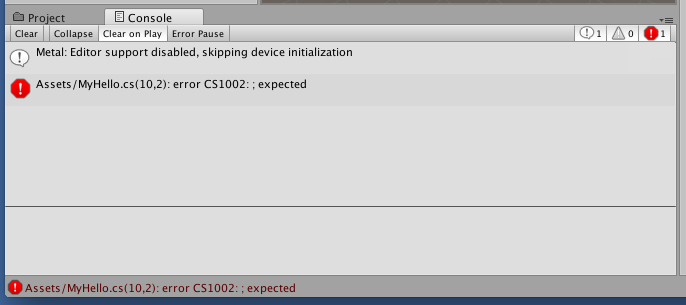 Project Console
Clear Collapse Clear on Play Error Pause 1 0 1
Metal: Editor support disabled, skipping device initialization
Assets/MyHello.cs(10,2): error CS1002: ; expected
Assets/MyHello.cs(10,2): error CS1002: ; expected